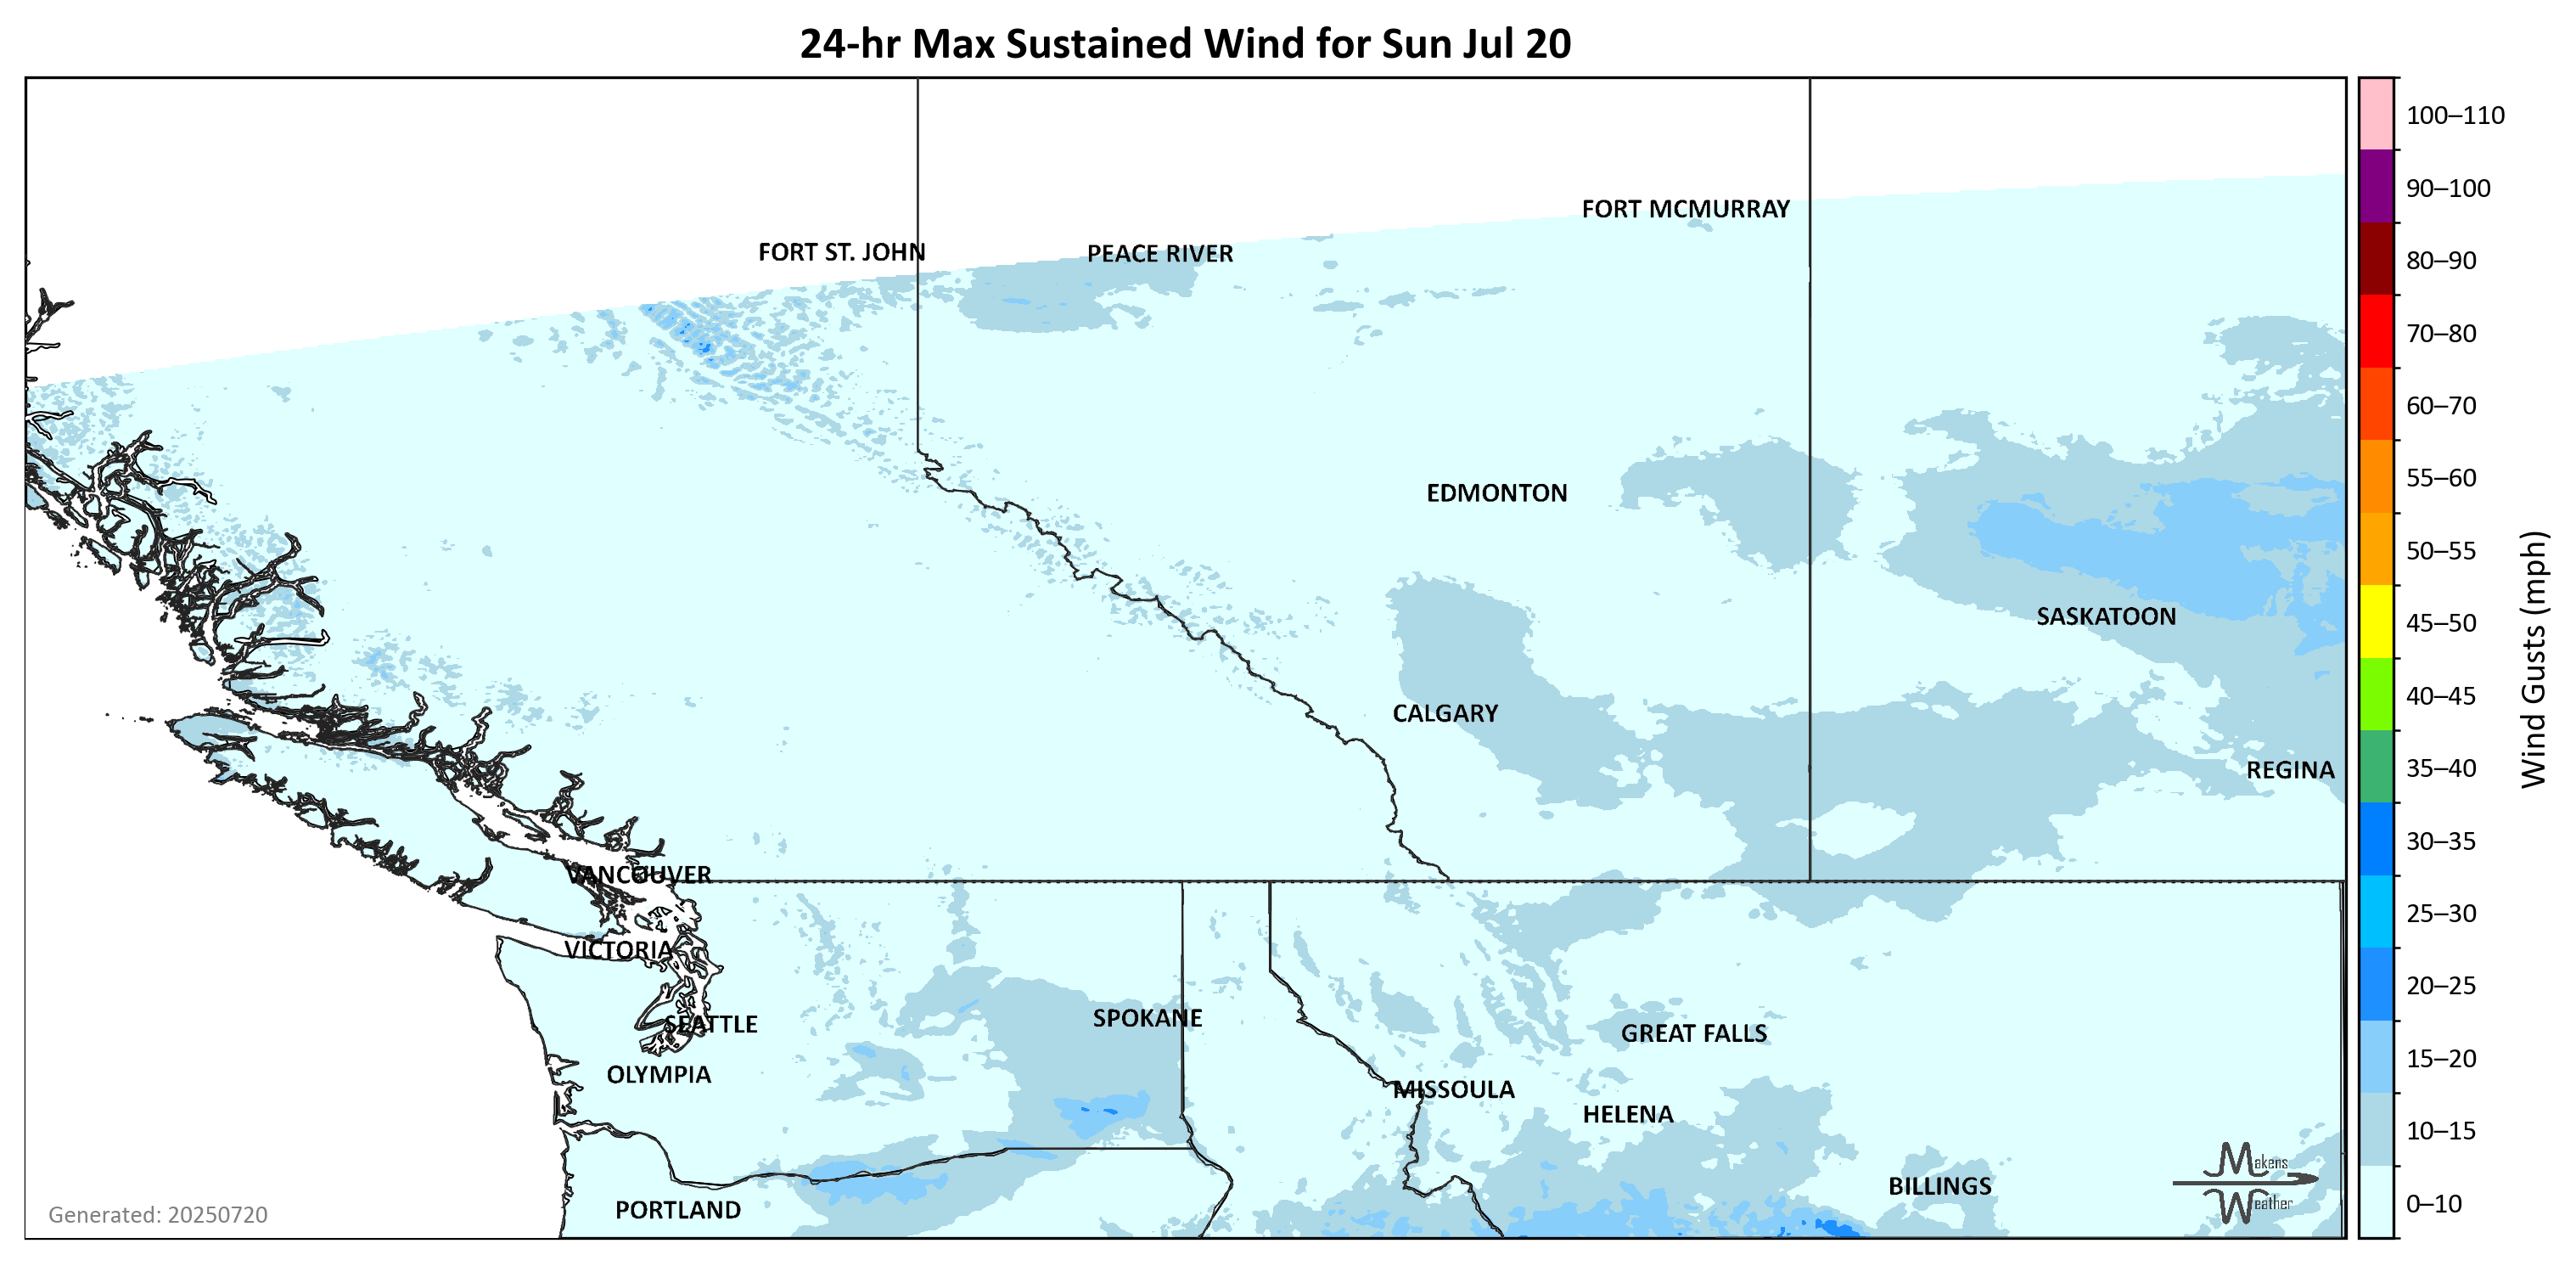 24-hr Max Sustained Wind for Sun Jul 20
FORT MCMURRAY
FORT ST. JOHN
PEACE RIVER
EDMONTON
SASKATOON
CALGARY
REGINA
VANCOUVER
VICTORIA
SEATTLE
SPOKANE
GREAT FALLS
OLYMPIA
MISSOULA
HELENA
BILLINGS
PORTLAND
Makens
Weather
Generated: 20250720
100–110
90–100
80–90
70–80
60–70
55–60
50–55
45–50
40–45
35–40
30–35
25–30
20–25
15–20
10–15
0–10
Wind Gusts (mph)